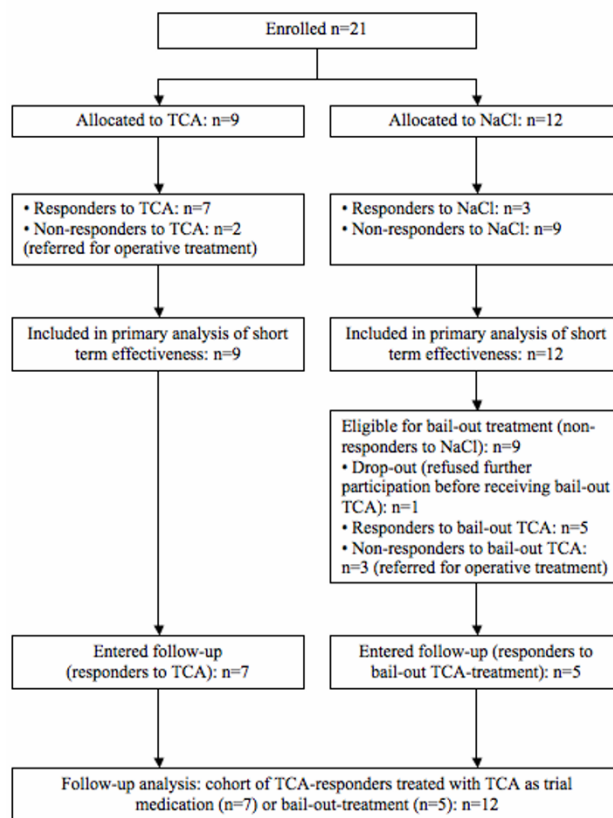 Enrolled n=21
Allocated to TCA: n=9
Allocated to NaCl: n=12
• Responders to TCA: n=7
• Non-responders to TCA: n=2
(referred for operative treatment)
• Responders to NaCl: n=3
• Non-responders to NaCl: n=9
Included in primary analysis of short
term effectiveness: n=9
Included in primary analysis of short
term effectiveness: n=12
Eligible for bail-out treatment (non-
responders to NaCl): n=9
• Drop-out (refused further
participation before receiving bail-out
TCA): n=1
• Responders to bail-out TCA: n=5
• Non-responders to bail-out TCA:
n=3 (referred for operative treatment)
Entered follow-up
(responders to TCA): n=7
Entered follow-up (responders to
bail-out TCA-treatment): n=5
Follow-up analysis: cohort of TCA-responders treated with TCA as trial
medication (n=7) or bail-out-treatment (n=5): n=12